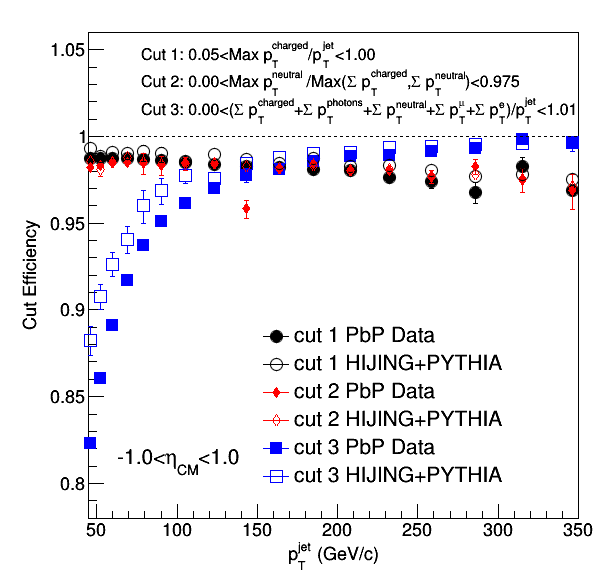 1.05
Cut 1: 0.05<Max p_T^charged/p_T^jet<1.00
Cut 2: 0.00<Max p_T^neutral/Max(Σ p_T^charged,Σ p_T^neutral)<0.975
Cut 3: 0.00<(Σ p_T^charged+Σ p_T^photons+Σ p_T^neutral+Σ p_T^μ+Σ p_T^e)/p_T^jet<1.01
1
0.95
0.9
0.85
0.8
Cut Efficiency
cut 1 PbP Data
cut 1 HIJING+PYTHIA
cut 2 PbP Data
cut 2 HIJING+PYTHIA
cut 3 PbP Data
cut 3 HIJING+PYTHIA
-1.0<η_CM<1.0
50 100 150 200 250 300 350
p_T^jet (GeV/c)